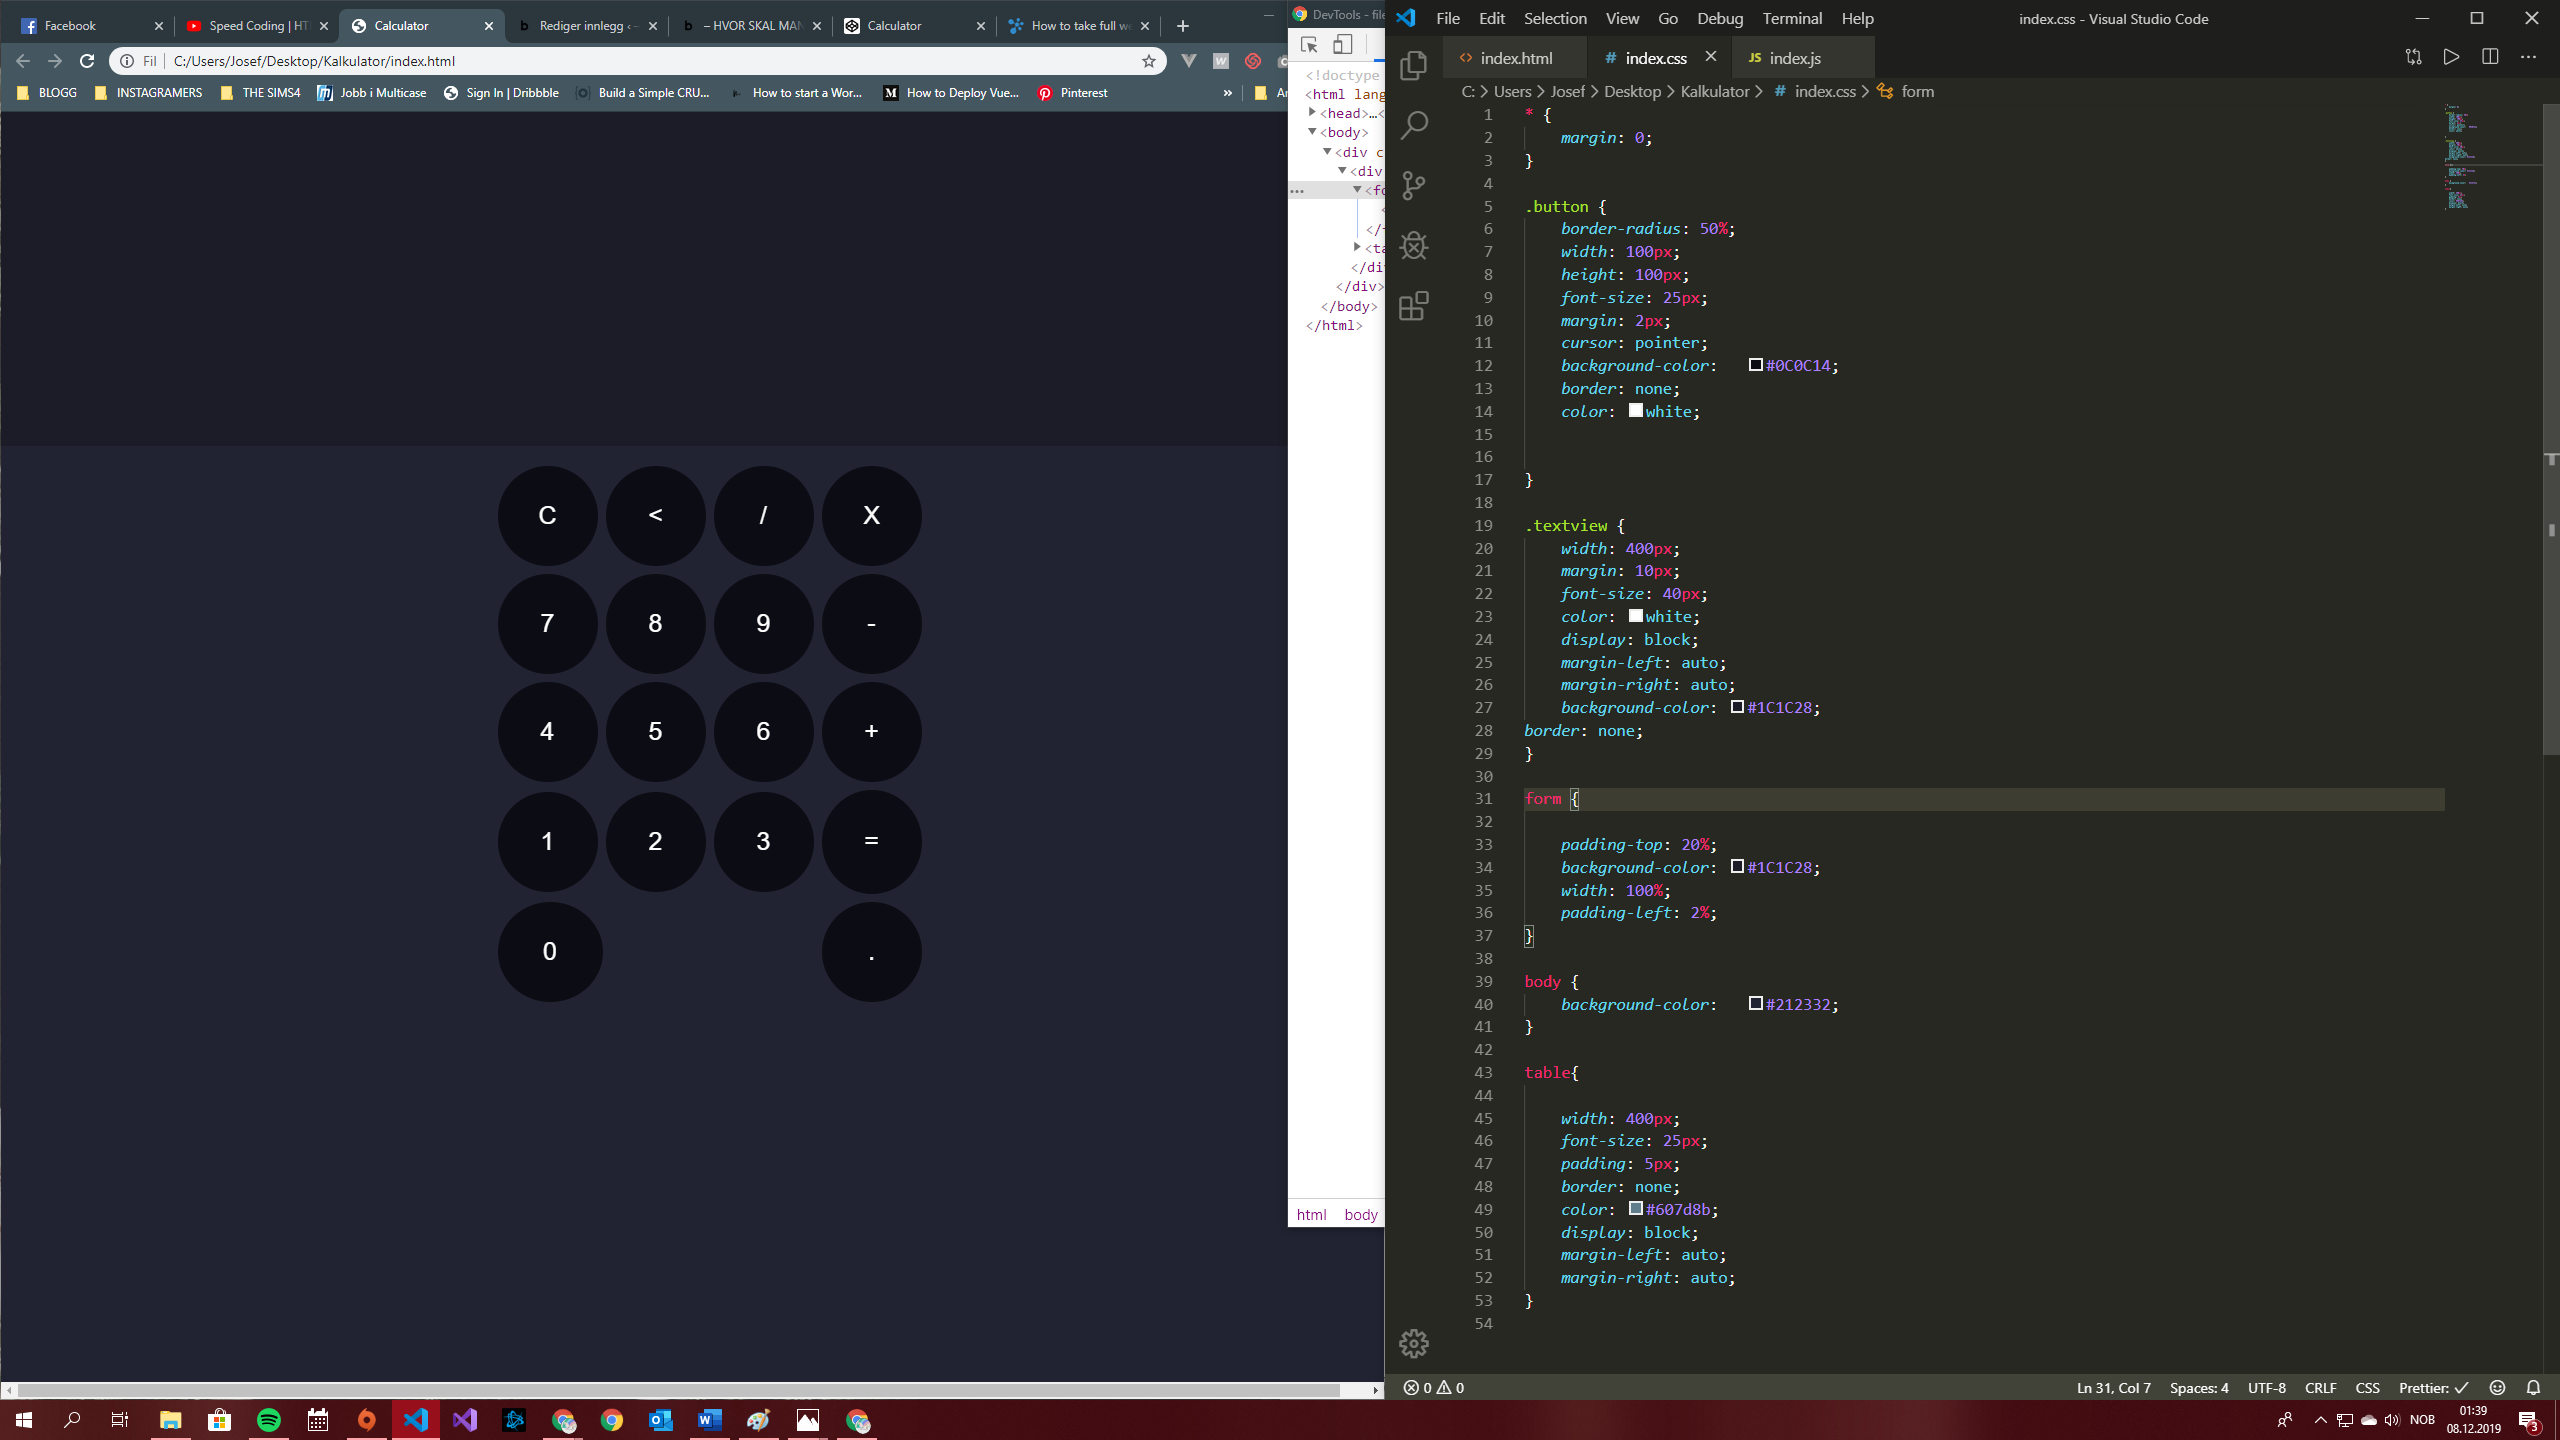 Facebook
Speed Coding | HT
Calculator
Rediger innlegg ‹ –
– HVOR SKAL MAN
Calculator
How to take full we
Fil | C:/Users/Josef/Desktop/Kalkulator/index.html
BLOGG
INSTAGRAMERS
THE SIMS4
Jobb i Multicase
Sign In | Dribbble
Build a Simple CRU...
How to start a Wor...
How to Deploy Vue...
Pinterest
»
C < / X
7 8 9 -
4 5 6 +
1 2 3 =
0 .
DevTools - file
<!doctype
<html lang
<head>…<
<body>
<div c
<div
<fo
<
</
<ta
</di
</div>
</body>
</html>
html body
File Edit Selection View Go Debug Terminal Help
index.css - Visual Studio Code
index.html
# index.css
JS index.js
C: > Users > Josef > Desktop > Kalkulator > # index.css > form
1 * {
2 margin: 0;
3 }
4
5 .button {
6 border-radius: 50%;
7 width: 100px;
8 height: 100px;
9 font-size: 25px;
10 margin: 2px;
11 cursor: pointer;
12 background-color: #0C0C14;
13 border: none;
14 color: white;
15
16
17 }
18
19 .textview {
20 width: 400px;
21 margin: 10px;
22 font-size: 40px;
23 color: white;
24 display: block;
25 margin-left: auto;
26 margin-right: auto;
27 background-color: #1C1C28;
28 border: none;
29 }
30
31 form {
32
33 padding-top: 20%;
34 background-color: #1C1C28;
35 width: 100%;
36 padding-left: 2%;
37 }
38
39 body {
40 background-color: #212332;
41 }
42
43 table{
44
45 width: 400px;
46 font-size: 25px;
47 padding: 5px;
48 border: none;
49 color: #607d8b;
50 display: block;
51 margin-left: auto;
52 margin-right: auto;
53 }
54
0 0
Ln 31, Col 7 Spaces: 4 UTF-8 CRLF CSS Prettier: ✓
NOB
01:39
08.12.2019
3